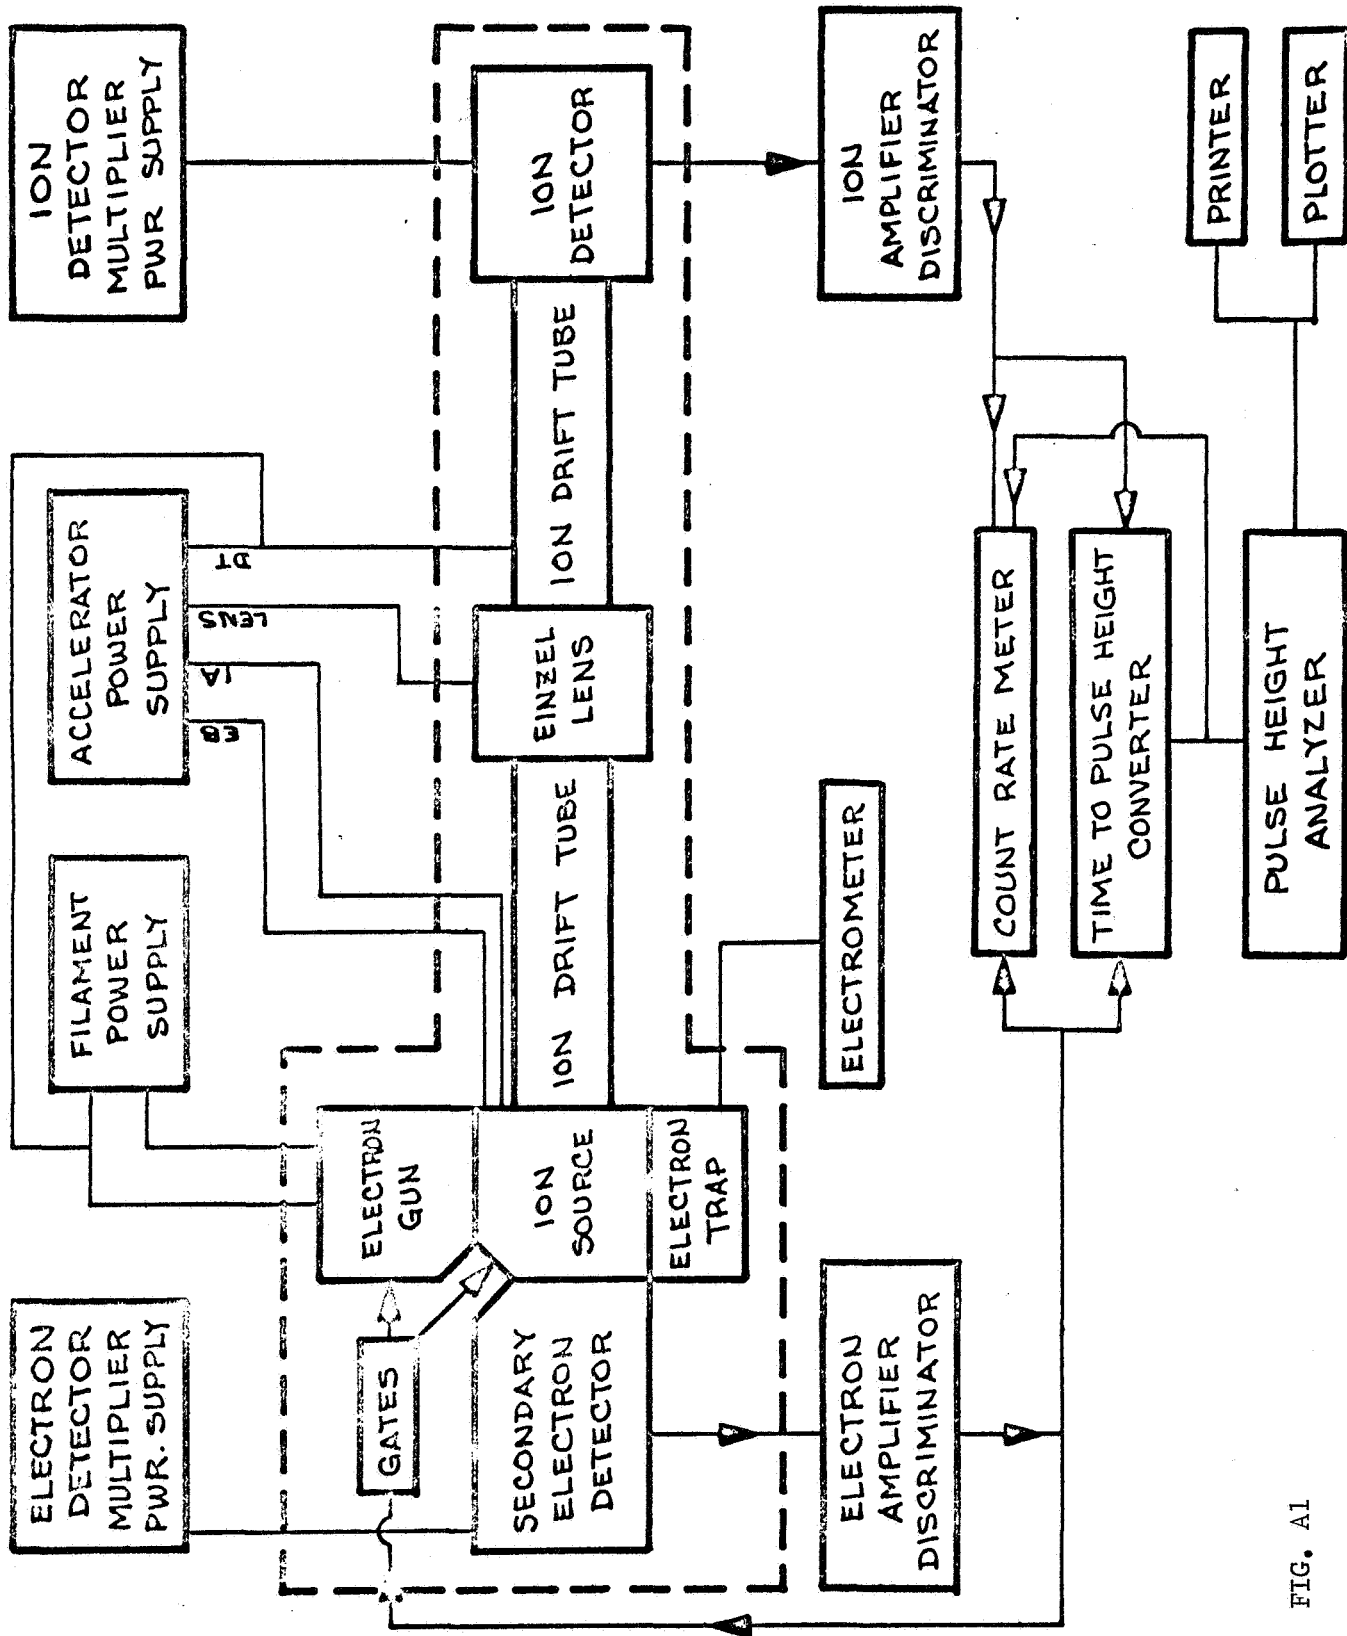 ELECTRON
DETECTOR
MULTIPLIER
PWR. SUPPLY
FILAMENT
POWER
SUPPLY
ACCELERATOR
POWER
SUPPLY
EB
IA
LENS
DT
ION
DETECTOR
MULTIPLIER
PWR SUPPLY
GATES
ELECTRON
GUN
SECONDARY
ELECTRON
DETECTOR
ION
SOURCE
ELECTRON
TRAP
ION DRIFT TUBE
EINZEL
LENS
ION DRIFT TUBE
ION
DETECTOR
ELECTRON
AMPLIFIER
DISCRIMINATOR
ELECTROMETER
ION
AMPLIFIER
DISCRIMINATOR
COUNT RATE METER
TIME TO PULSE HEIGHT
CONVERTER
PULSE HEIGHT
ANALYZER
PRINTER
PLOTTER
FIG. A1